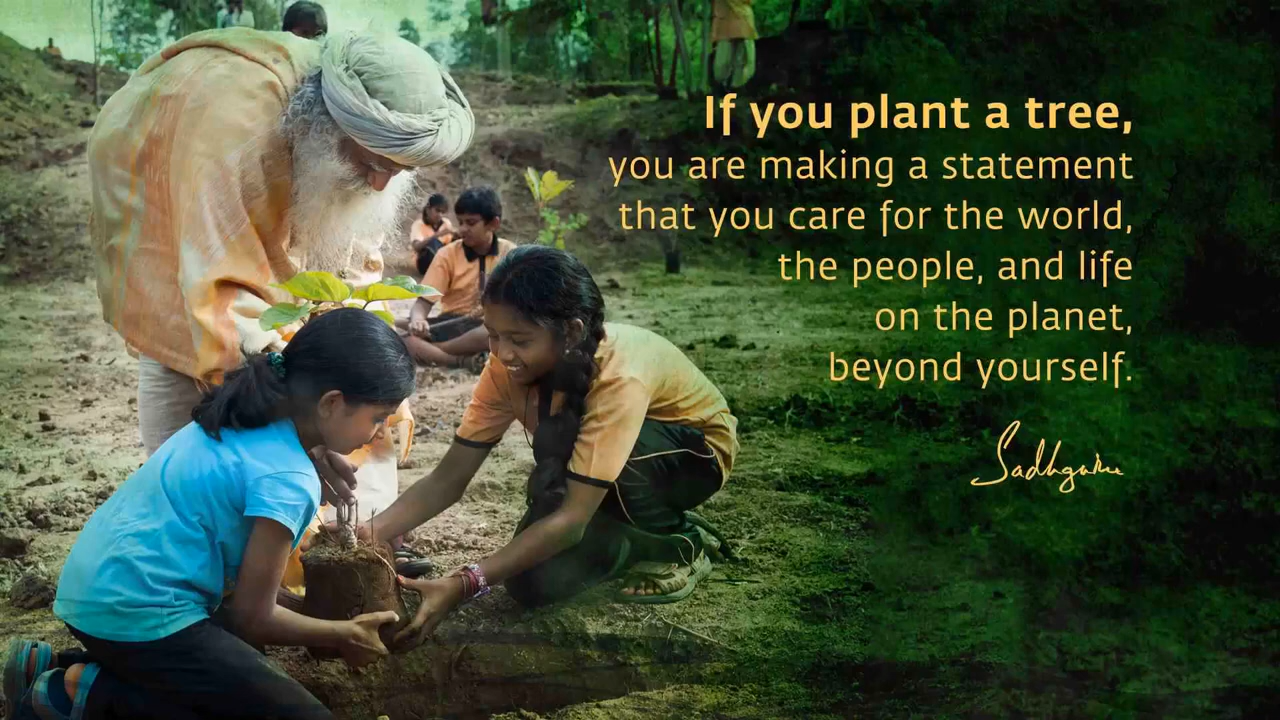 If you plant a tree,
you are making a statement
that you care for the world,
the people, and life
on the planet,
beyond yourself.
Sadhguru